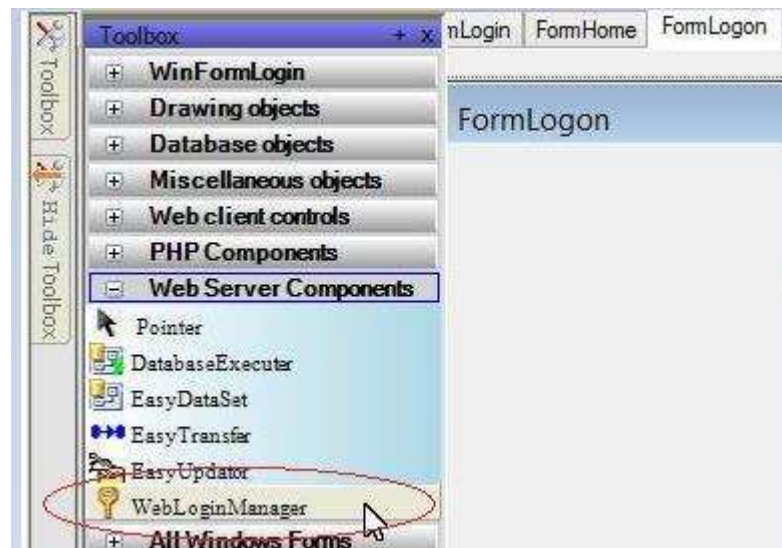 Toolbox
Hide Toolbox
Toolbox + x
WinFormLogin
Drawing objects
Database objects
Miscellaneous objects
Web client controls
PHP Components
Web Server Components
Pointer
DatabaseExecuter
EasyDataSet
EasyTransfer
EasyUpdator
WebLoginManager
All Windows Forms
mLogin FormHome FormLogon
FormLogon